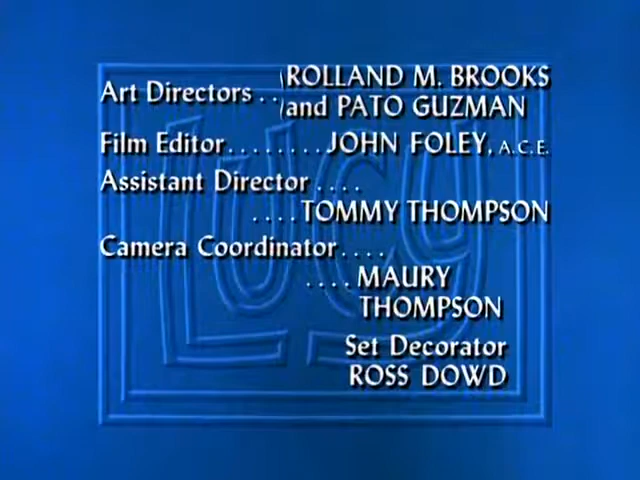 Art Directors . . ROLLAND M. BROOKS
and PATO GUZMAN
Film Editor . . . . . . . . JOHN FOLEY, A.C.E.
Assistant Director . . . .
. . . . TOMMY THOMPSON
Camera Coordinator . . . .
. . . . MAURY
THOMPSON
Set Decorator
ROSS DOWD
Lucy